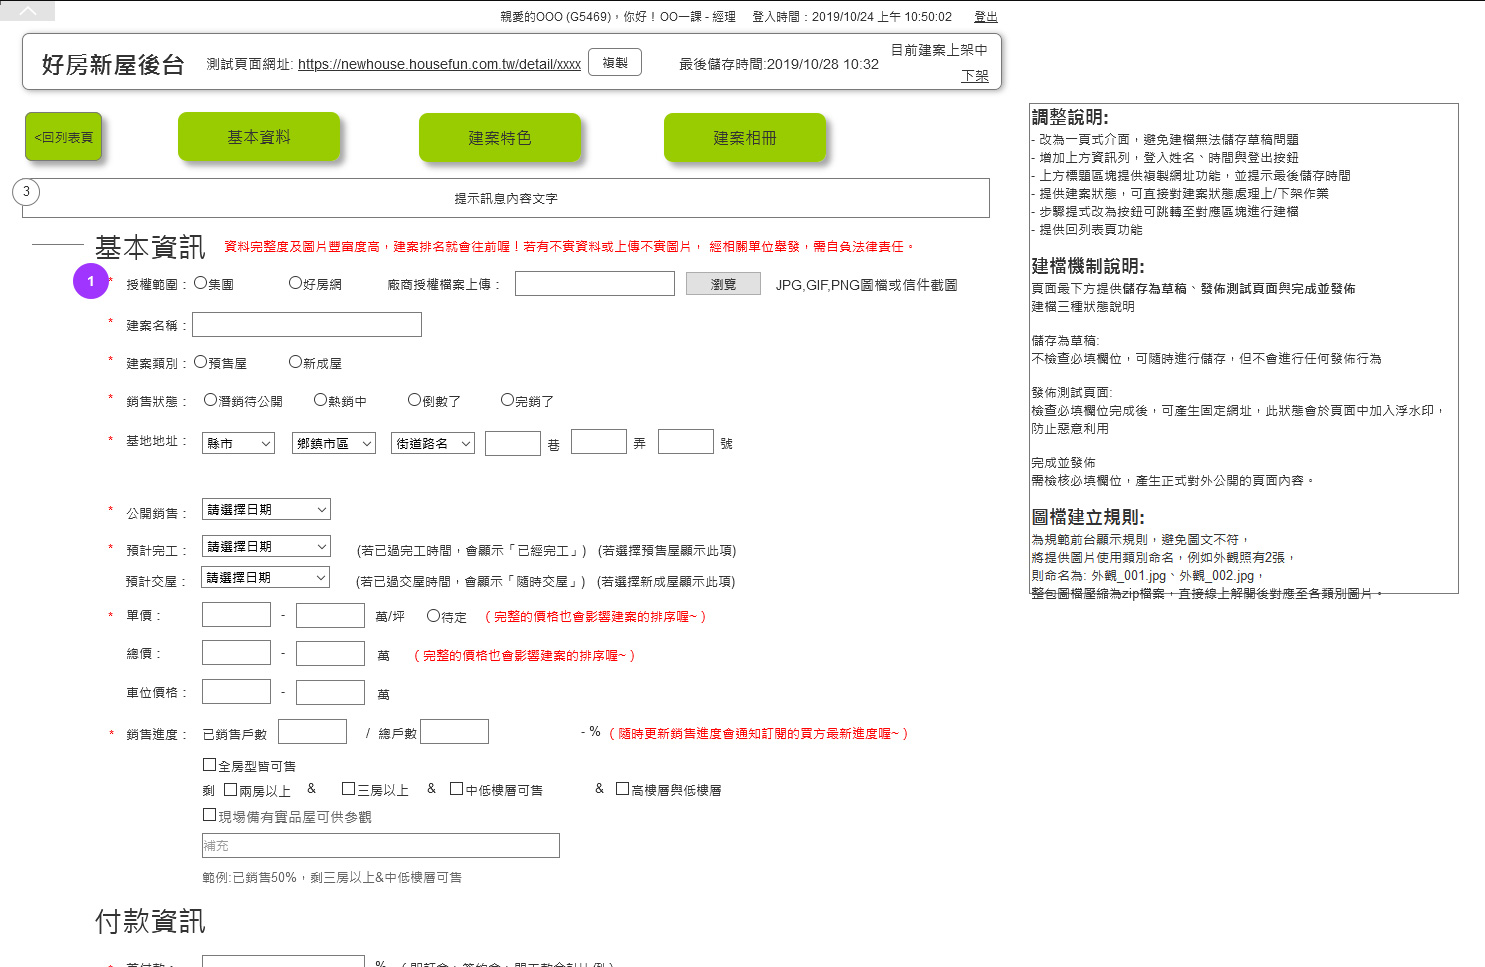 親愛的OOO (G5469)，你好！OO一課 - 經理 登入時間：2019/10/24 上午 10:50:02 登出
好房新屋後台 測試頁面網址: https://newhouse.housefun.com.tw/detail/xxxx 複製 最後儲存時間:2019/10/28 10:32 目前建案上架中
下架
<回列表頁 基本資料 建案特色 建案相冊
3 提示訊息內容文字
基本資訊 資料完整度及圖片豐富度高，建案排名就會往前喔！若有不實資料或上傳不實圖片， 經相關單位舉發，需自負法律責任。
1 * 授權範圍： 集團 好房網 廠商授權檔案上傳： 瀏覽 JPG,GIF,PNG圖檔或信件截圖
* 建案名稱：
* 建案類別： 預售屋 新成屋
* 銷售狀態： 潛銷待公開 熱銷中 倒數了 完銷了
* 基地地址： 縣市 鄉鎮市區 街道路名 巷 弄 號
* 公開銷售： 請選擇日期
* 預計完工： 請選擇日期 (若已過完工時間，會顯示「已經完工」) (若選擇預售屋顯示此項)
預計交屋： 請選擇日期 (若已過交屋時間，會顯示「隨時交屋」) (若選擇新成屋顯示此項)
* 單價： - 萬/坪 待定 （完整的價格也會影響建案的排序喔~）
總價： - 萬 （完整的價格也會影響建案的排序喔~）
車位價格： - 萬
* 銷售進度： 已銷售戶數 / 總戶數 - % （隨時更新銷售進度會通知訂閱的買方最新進度喔~）
全房型皆可售
剩 兩房以上 & 三房以上 & 中低樓層可售 & 高樓層與低樓層
現場備有實品屋可供參觀
補充
範例:已銷售50%，剩三房以上&中低樓層可售
付款資訊
調整說明:
- 改為一頁式介面，避免建檔無法儲存草稿問題
- 增加上方資訊列，登入姓名、時間與登出按鈕
- 上方標題區塊提供複製網址功能，並提示最後儲存時間
- 提供建案狀態，可直接對建案狀態處理上/下架作業
- 步驟提式改為按鈕可跳轉至對應區塊進行建檔
- 提供回列表頁功能
建檔機制說明:
頁面最下方提供儲存為草稿、發佈測試頁面與完成並發佈
建檔三種狀態說明
儲存為草稿:
不檢查必填欄位，可隨時進行儲存，但不會進行任何發佈行為
發佈測試頁面:
檢查必填欄位完成後，可產生固定網址，此狀態會於頁面中加入浮水印，
防止惡意利用
完成並發佈
需檢核必填欄位，產生正式對外公開的頁面內容。
圖檔建立規則:
為規範前台顯示規則，避免圖文不符，
將提供圖片使用類別命名，例如外觀照有2張，
則命名為: 外觀_001.jpg、外觀_002.jpg，
整包圖檔壓縮為zip檔案，直接線上解開後對應至各類別圖片。